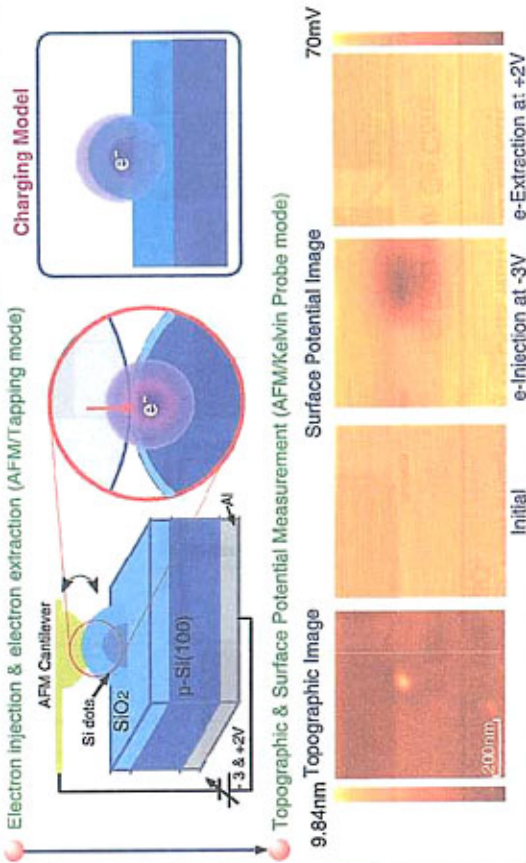 Electron injection & electron extraction (AFM/Tapping mode)
AFM Cantilever
Si dots
SiO2
p-Si(100)
Al
- 3 & +2V
e-
Charging Model
e-
Topographic & Surface Potential Measurement (AFM/Kelvin Probe mode)
9.84nm
Topographic Image
Surface Potential Image
70mV
200nm
Initial
e-Injection at -3V
e-Extraction at +2V